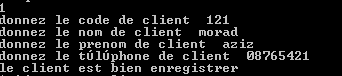 1
donnez le code de client  121
donnez le nom de client  morad
donnez le prenom de client  aziz
donnez le túlúphone de client  08765421
le client est bien enregistrer